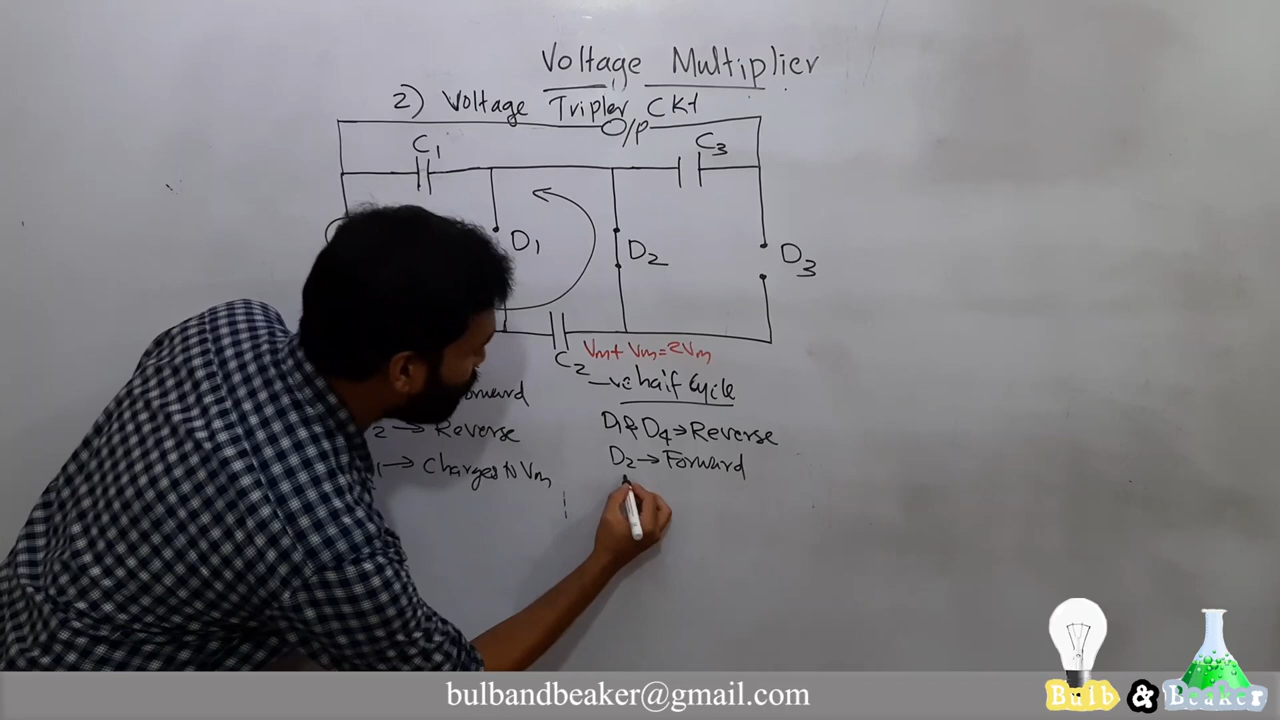 Voltage Multiplier
2) Voltage Tripler CKt
O/P
C1
C3
D1
D2
D3
C2
Vm+ Vm=2Vm
-ve half Cycle
Forward
D1& D4→Reverse
2 → Reverse
D2→Forward
1→ Charges to Vm
bulbandbeaker@gmail.com
Bulb & Beaker